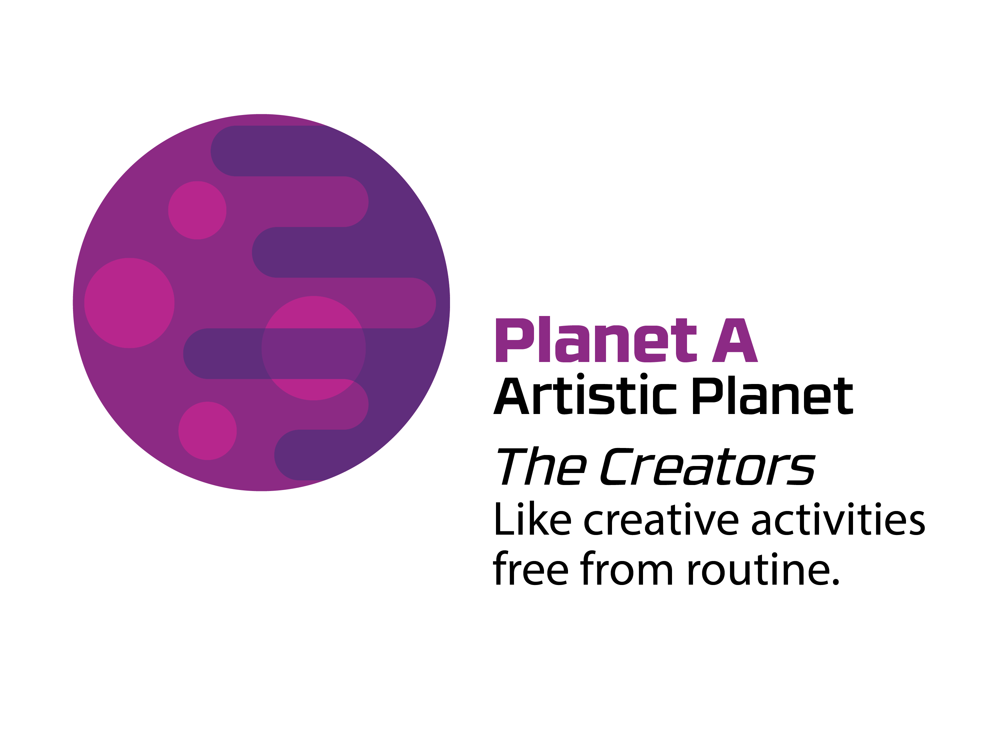 Planet A
Artistic Planet
The Creators
Like creative activities
free from routine.